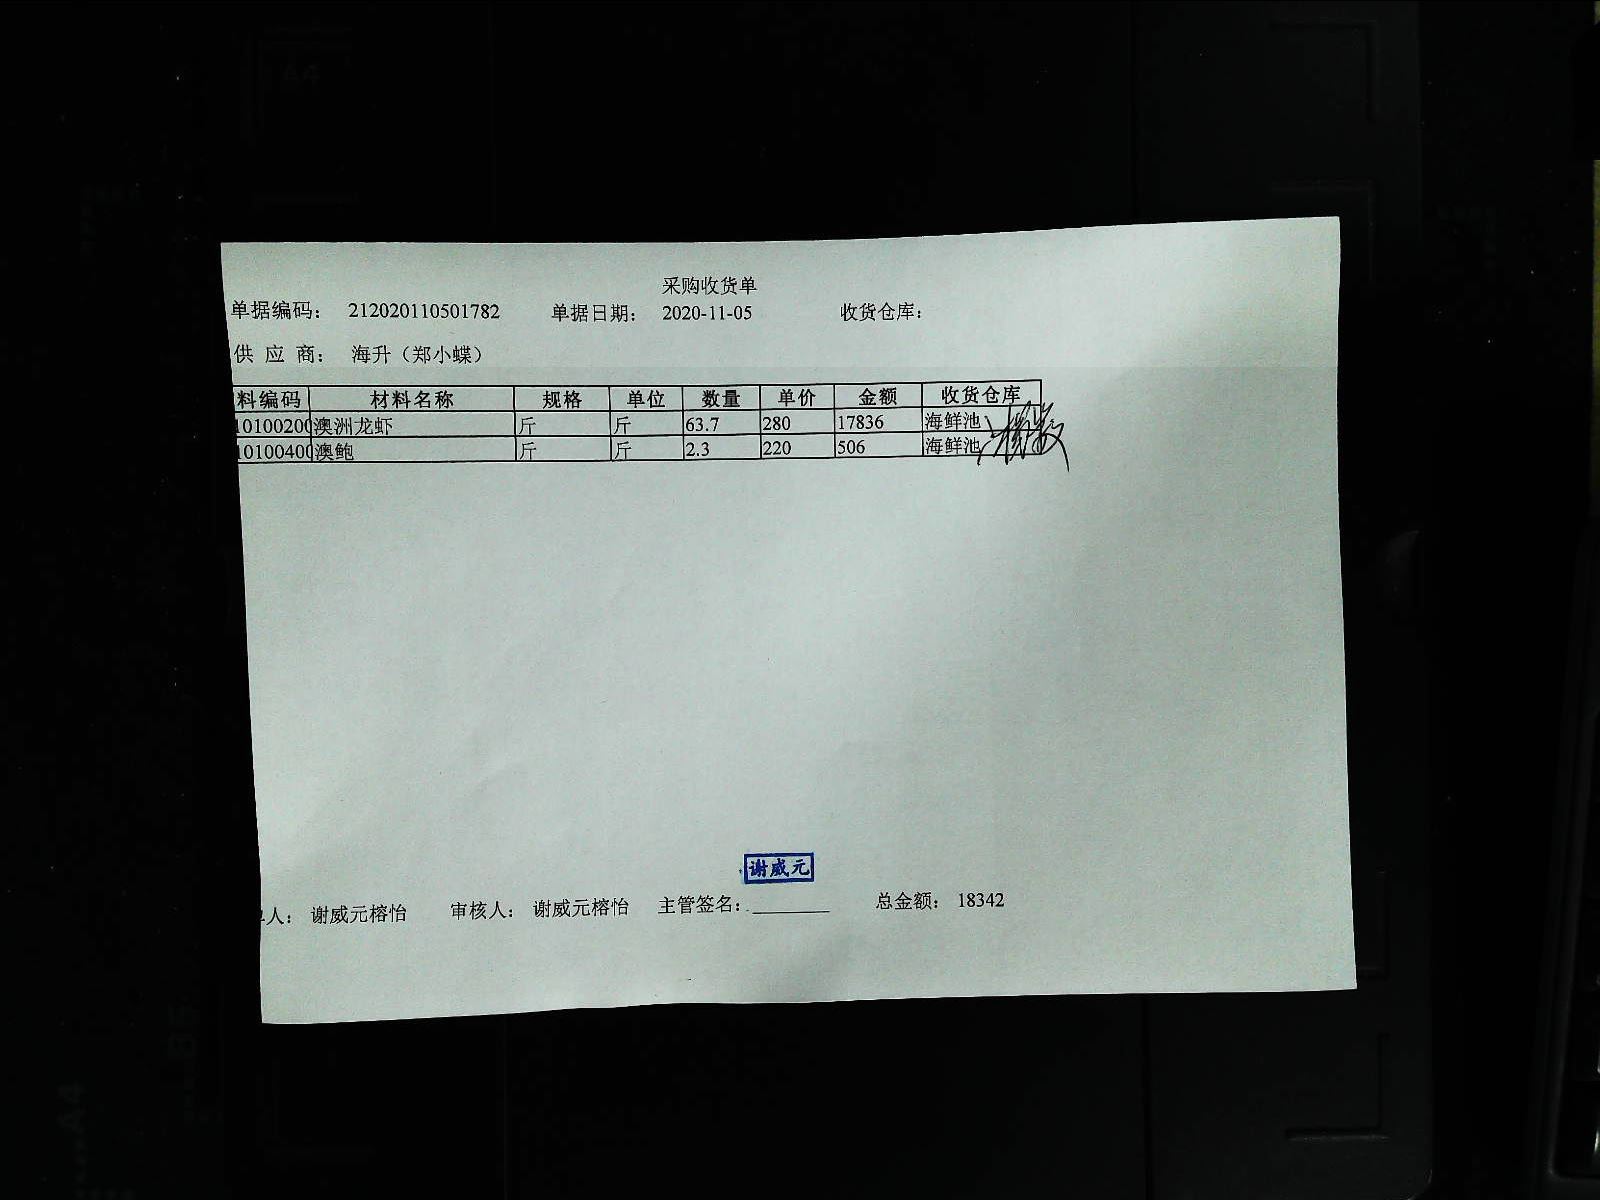 采购收货单
单据编码： 212020110501782 单据日期： 2020-11-05 收货仓库：
供 应 商： 海升（郑小蝶）
料编码 材料名称 规格 单位 数量 单价 金额 收货仓库
10100200 澳洲龙虾 斤 斤 63.7 280 17836 海鲜池
10100400 澳鲍 斤 斤 2.3 220 506 海鲜池
谢威元
人： 谢威元榕怡 审核人： 谢威元榕怡 主管签名： 总金额： 18342